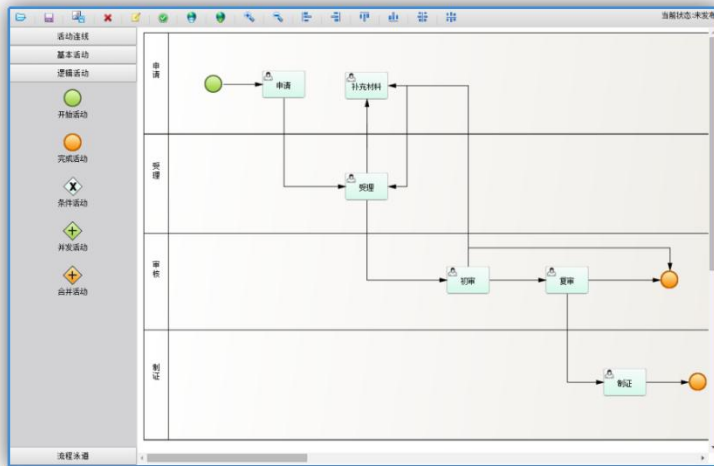 当前状态:未发布
活动连线
基本活动
逻辑活动
开始活动
完成活动
条件活动
并发活动
合并活动
流程泳道
申请
申请
补充材料
受理
受理
审核
初审
复审
制证
制证